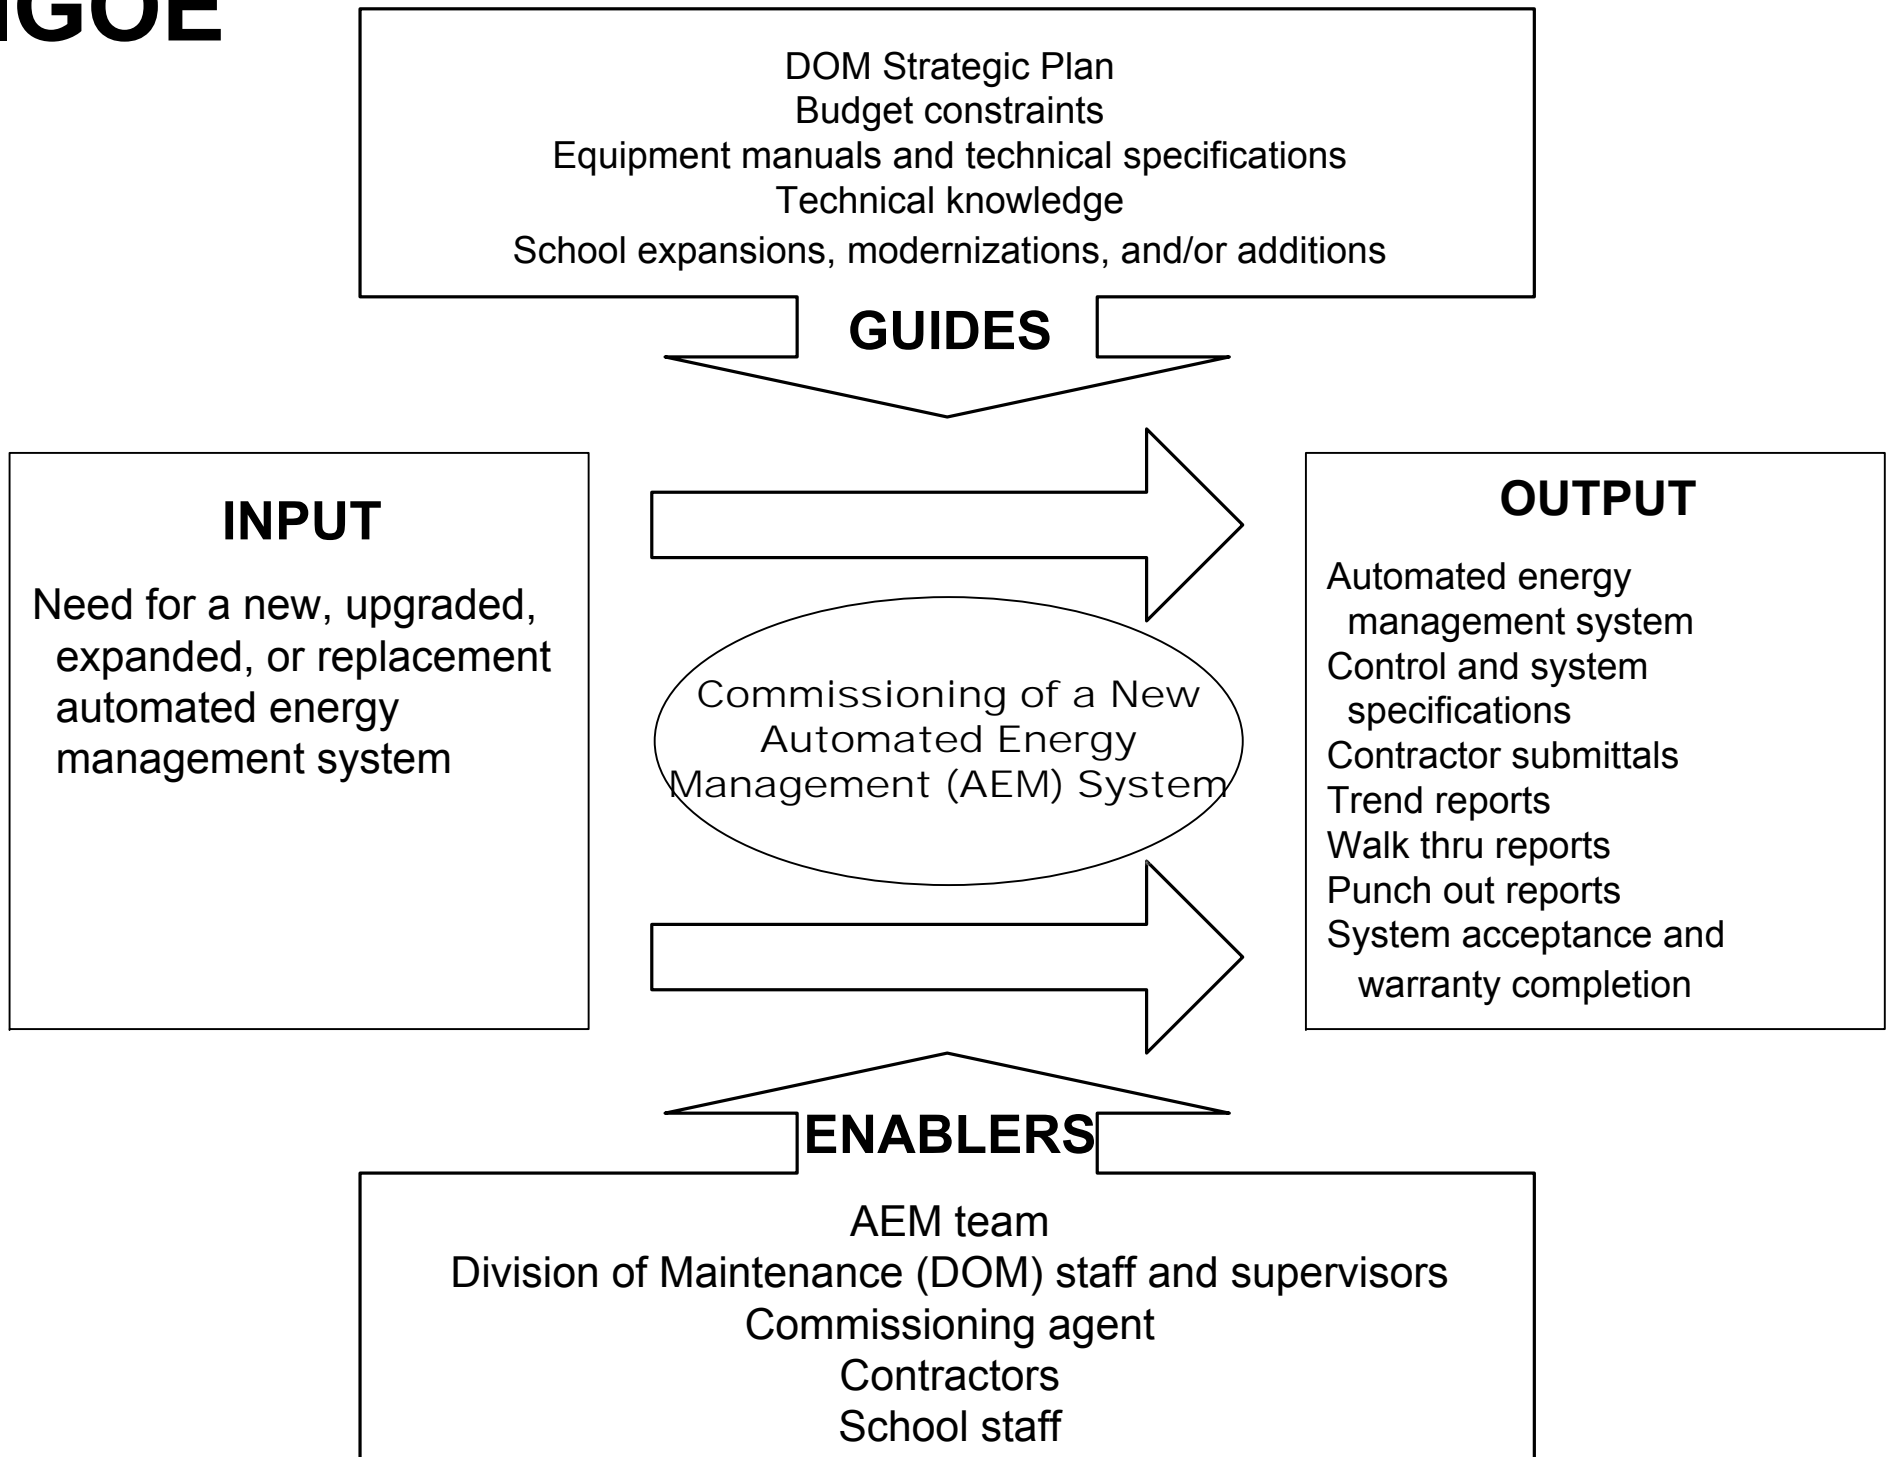 IGOE
DOM Strategic Plan
Budget constraints
Equipment manuals and technical specifications
Technical knowledge
School expansions, modernizations, and/or additions
GUIDES
INPUT
Need for a new, upgraded,
expanded, or replacement
automated energy
management system
Commissioning of a New
Automated Energy
Management (AEM) System
OUTPUT
Automated energy
management system
Control and system
specifications
Contractor submittals
Trend reports
Walk thru reports
Punch out reports
System acceptance and
warranty completion
ENABLERS
AEM team
Division of Maintenance (DOM) staff and supervisors
Commissioning agent
Contractors
School staff